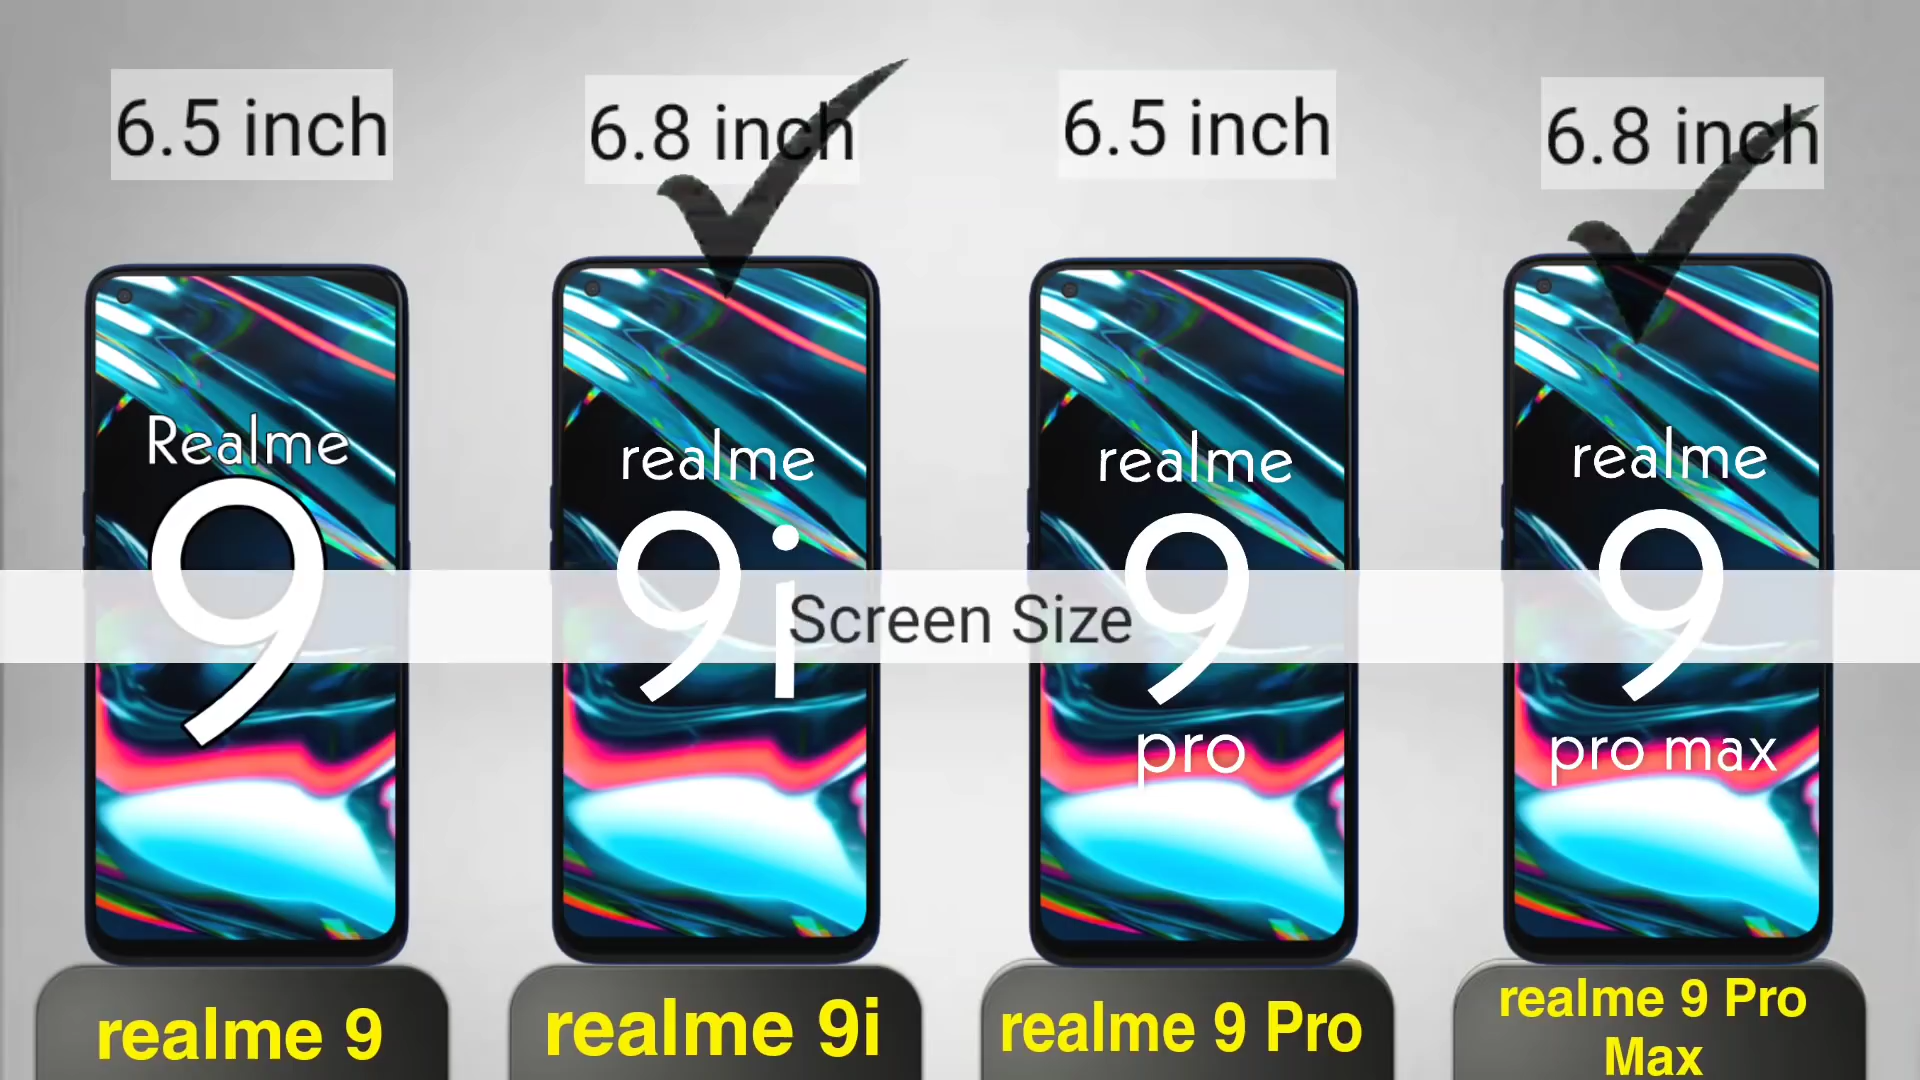 6.5 inch
6.8 inch
6.5 inch
6.8 inch
Realme
9
realme
9i
realme
9
pro
realme
9
pro max
Screen Size
realme 9
realme 9i
realme 9 Pro
realme 9 Pro
Max